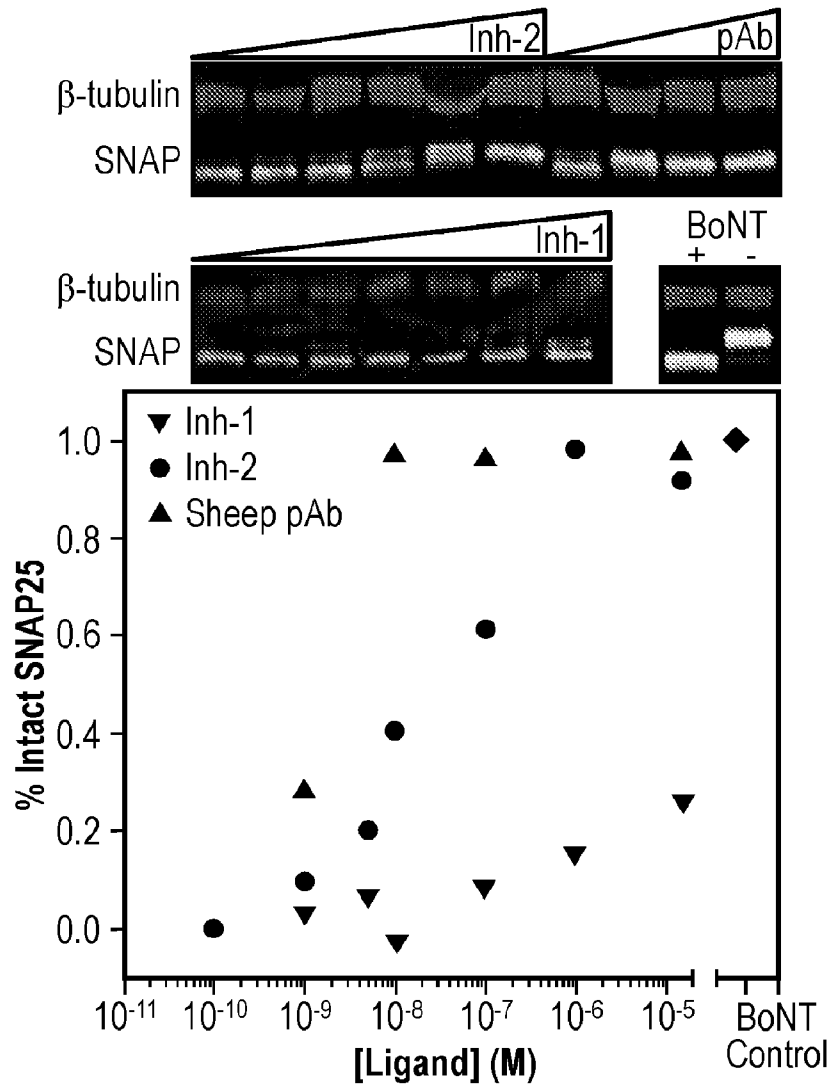 Inh-2
pAb
β-tubulin
SNAP
Inh-1
BoNT
+ -
β-tubulin
SNAP
Inh-1
Inh-2
Sheep pAb
% Intact SNAP25
1.0
0.8
0.6
0.4
0.2
0.0
10⁻¹¹ 10⁻¹⁰ 10⁻⁹ 10⁻⁸ 10⁻⁷ 10⁻⁶ 10⁻⁵
BoNT
Control
[Ligand] (M)